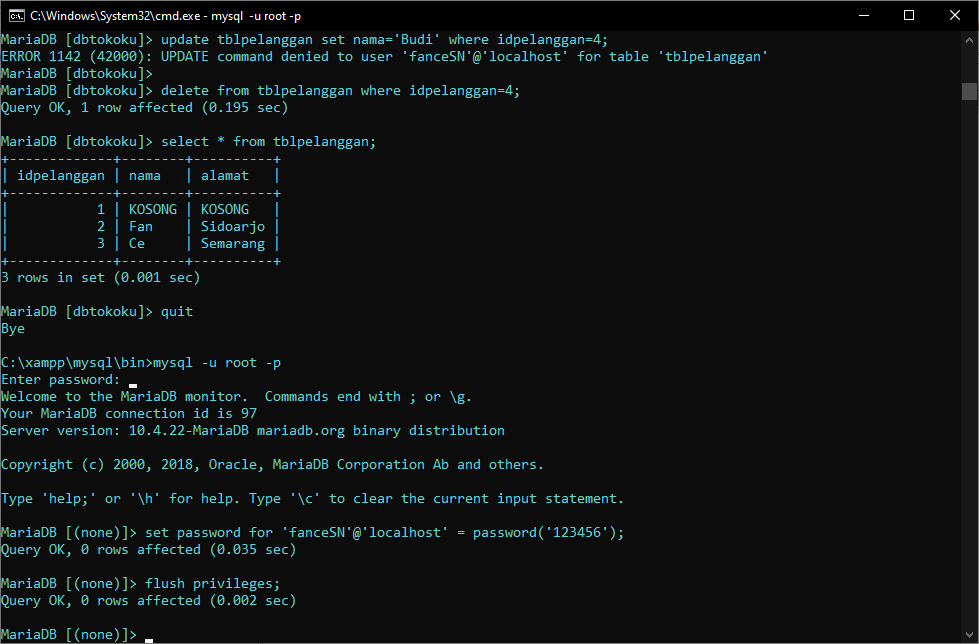 C:\Windows\System32\cmd.exe - mysql  -u root -p
MariaDB [dbtokoku]> update tblpelanggan set nama='Budi' where idpelanggan=4;
ERROR 1142 (42000): UPDATE command denied to user 'fanceSN'@'localhost' for table 'tblpelanggan'
MariaDB [dbtokoku]>
MariaDB [dbtokoku]> delete from tblpelanggan where idpelanggan=4;
Query OK, 1 row affected (0.195 sec)

MariaDB [dbtokoku]> select * from tblpelanggan;
+-------------+--------+----------+
| idpelanggan | nama   | alamat   |
+-------------+--------+----------+
|           1 | KOSONG | KOSONG   |
|           2 | Fan    | Sidoarjo |
|           3 | Ce     | Semarang |
+-------------+--------+----------+
3 rows in set (0.001 sec)

MariaDB [dbtokoku]> quit
Bye

C:\xampp\mysql\bin>mysql -u root -p
Enter password:
Welcome to the MariaDB monitor.  Commands end with ; or \g.
Your MariaDB connection id is 97
Server version: 10.4.22-MariaDB mariadb.org binary distribution

Copyright (c) 2000, 2018, Oracle, MariaDB Corporation Ab and others.

Type 'help;' or '\h' for help. Type '\c' to clear the current input statement.

MariaDB [(none)]> set password for 'fanceSN'@'localhost' = password('123456');
Query OK, 0 rows affected (0.035 sec)

MariaDB [(none)]> flush privileges;
Query OK, 0 rows affected (0.002 sec)

MariaDB [(none)]>